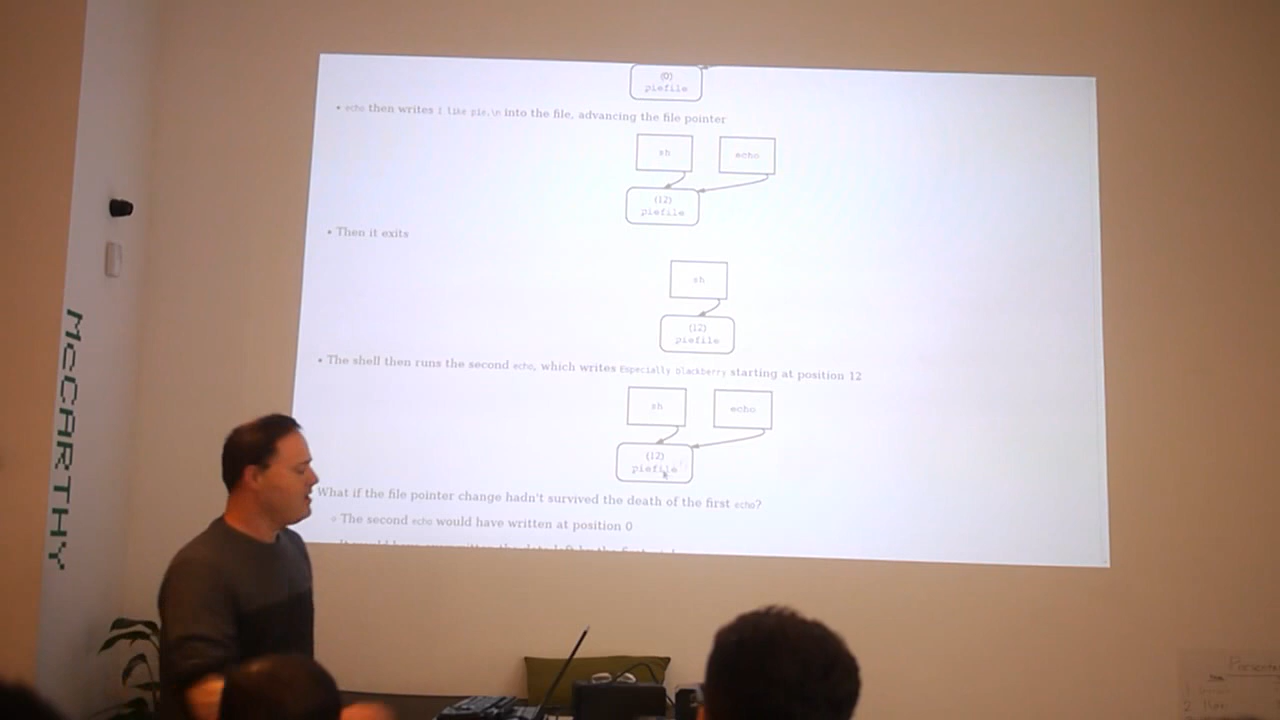 (0)
piefile
• echo then writes I like pie.\n into the file, advancing the file pointer
sh echo
(12)
piefile
• Then it exits
sh
(12)
piefile
• The shell then runs the second echo, which writes Especially blackberry starting at position 12
sh echo
(12)
piefile
What if the file pointer change hadn't survived the death of the first echo?
○ The second echo would have written at position 0
MCCARTHY